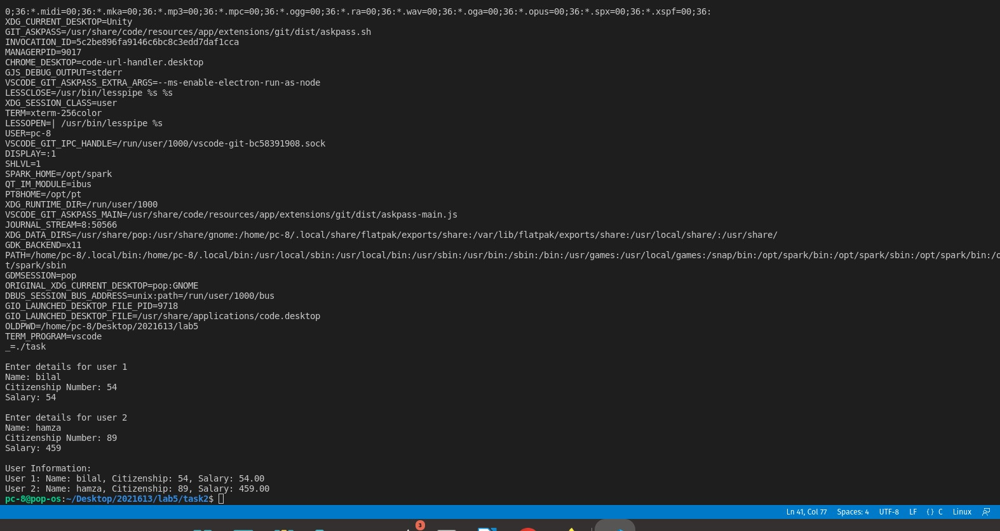 0;36:*.midi=00;36:*.mka=00;36:*.mp3=00;36:*.mpc=00;36:*.ogg=00;36:*.ra=00;36:*.wav=00;36:*.oga=00;36:*.opus=00;36:*.spx=00;36:*.xspf=00;36:
XDG_CURRENT_DESKTOP=Unity
GIT_ASKPASS=/usr/share/code/resources/app/extensions/git/dist/askpass.sh
INVOCATION_ID=5c2be896fa9146c6bc8c3edd7daf1cca
MANAGERPID=9017
CHROME_DESKTOP=code-url-handler.desktop
GJS_DEBUG_OUTPUT=stderr
VSCODE_GIT_ASKPASS_EXTRA_ARGS=--ms-enable-electron-run-as-node
LESSCLOSE=/usr/bin/lesspipe %s %s
XDG_SESSION_CLASS=user
TERM=xterm-256color
LESSOPEN=| /usr/bin/lesspipe %s
USER=pc-8
VSCODE_GIT_IPC_HANDLE=/run/user/1000/vscode-git-bc58391908.sock
DISPLAY=:1
SHLVL=1
SPARK_HOME=/opt/spark
QT_IM_MODULE=ibus
PT8HOME=/opt/pt
XDG_RUNTIME_DIR=/run/user/1000
VSCODE_GIT_ASKPASS_MAIN=/usr/share/code/resources/app/extensions/git/dist/askpass-main.js
JOURNAL_STREAM=8:50566
XDG_DATA_DIRS=/usr/share/pop:/usr/share/gnome:/home/pc-8/.local/share/flatpak/exports/share:/var/lib/flatpak/exports/share:/usr/local/share/:/usr/share/
GDK_BACKEND=x11
PATH=/home/pc-8/.local/bin:/home/pc-8/.local/bin:/usr/local/sbin:/usr/local/bin:/usr/sbin:/usr/bin:/sbin:/bin:/usr/games:/usr/local/games:/snap/bin:/opt/spark/bin:/opt/spark/sbin:/opt/spark/bin:/
t/spark/sbin
GDMSESSION=pop
ORIGINAL_XDG_CURRENT_DESKTOP=pop:GNOME
DBUS_SESSION_BUS_ADDRESS=unix:path=/run/user/1000/bus
GIO_LAUNCHED_DESKTOP_FILE_PID=9718
GIO_LAUNCHED_DESKTOP_FILE=/usr/share/applications/code.desktop
OLDPWD=/home/pc-8/Desktop/2021613/lab5
TERM_PROGRAM=vscode
_=./task
Enter details for user 1
Name: bilal
Citizenship Number: 54
Salary: 54
Enter details for user 2
Name: hamza
Citizenship Number: 89
Salary: 459
User Information:
User 1: Name: bilal, Citizenship: 54, Salary: 54.00
User 2: Name: hamza, Citizenship: 89, Salary: 459.00
pc-8@pop-os:~/Desktop/2021613/lab5/task2$
Ln 41, Col 77 Spaces: 4 UTF-8 LF {} C Linux
3